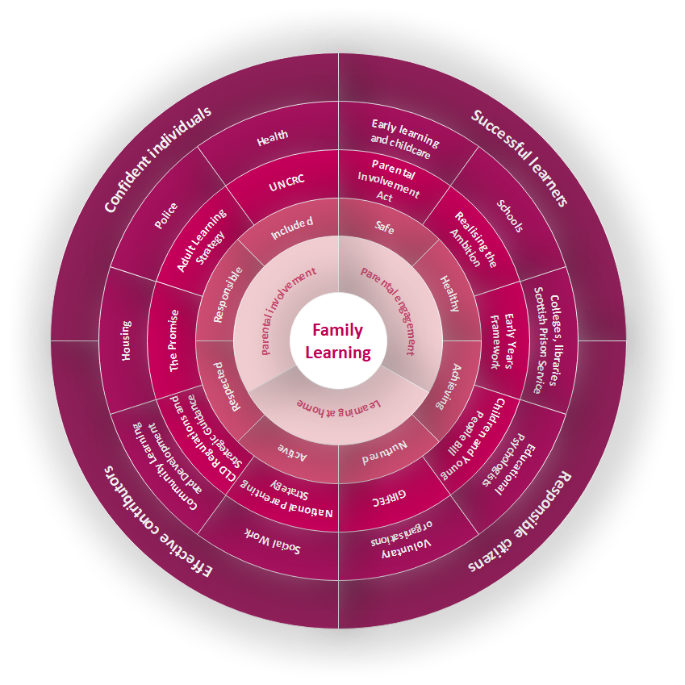 Family
Learning
Parental involvement
Parental engagement
Learning at home
Included
Safe
Healthy
Achieving
Nurtured
Active
Respected
Responsible
UNCRC
Parental
Involvement
Act
Realising the
Ambition
Early Years
Framework
Children and Young
People Bill
GIRFEC
National Parenting
Strategy
CLD Regulations and
Strategic Guidance
The Promise
Adult Learning
Strategy
Health
Early learning
and childcare
Schools
Colleges, libraries
Scottish Prison Service
Educational
Psychologists
Voluntary
organisations
Social Work
Community Learning
and Development
Housing
Police
Confident individuals
Successful learners
Responsible citizens
Effective contributors